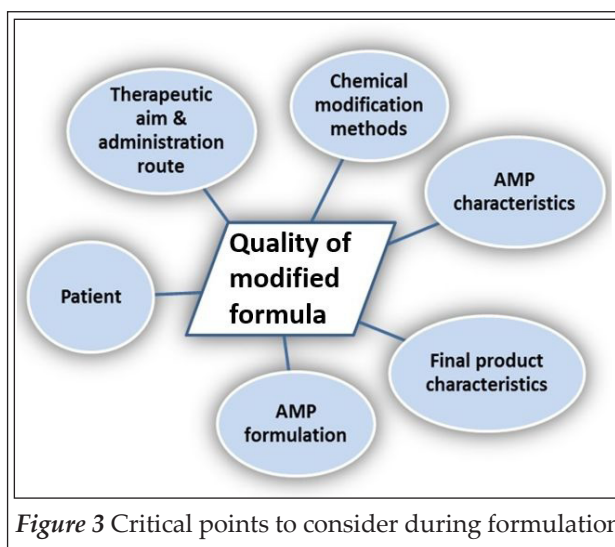 Therapeutic
aim &
administration
route
Chemical
modification
methods
AMP
characteristics
Quality of
modified
formula
Patient
Final product
characteristics
AMP
formulation
Figure 3 Critical points to consider during formulation